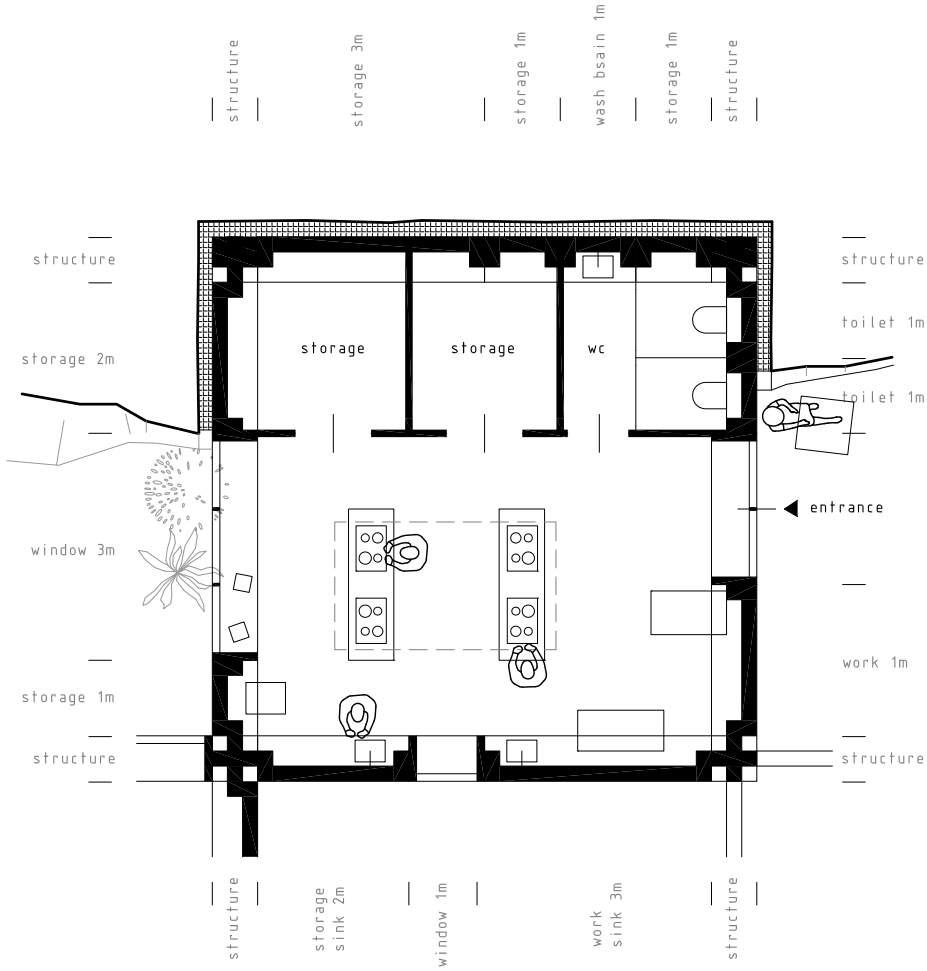 structure
storage 3m
storage 1m
wash bsain 1m
storage 1m
structure
structure
structure
toilet 1m
storage 2m
storage
storage
wc
toilet 1m
entrance
window 3m
work 1m
storage 1m
structure
structure
structure
storage
sink 2m
window 1m
work
sink 3m
structure